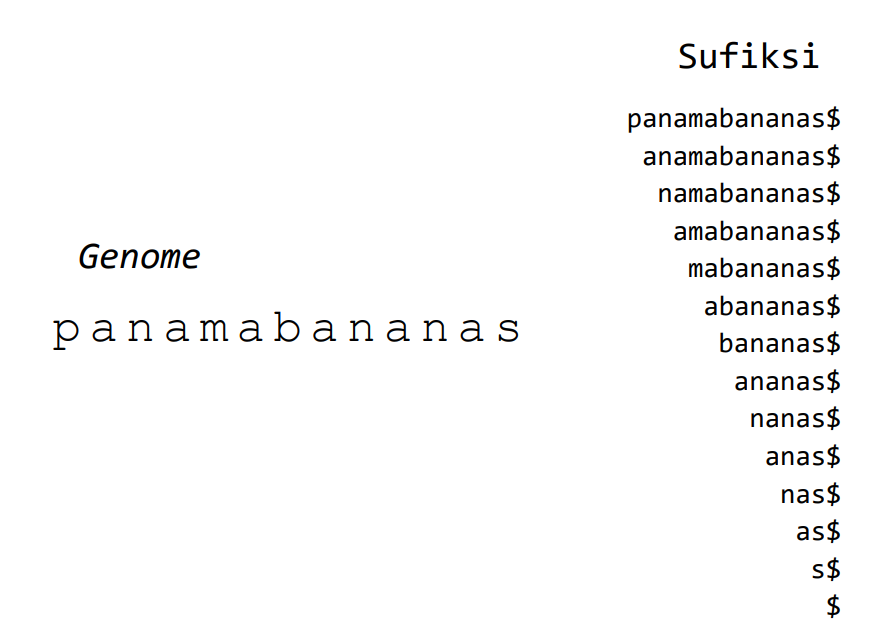 Genome
p a n a m a b a n a n a s
Sufiksi
panamabananas$
anamabananas$
namabananas$
amabananas$
mabananas$
abananas$
bananas$
ananas$
nanas$
anas$
nas$
as$
s$
$